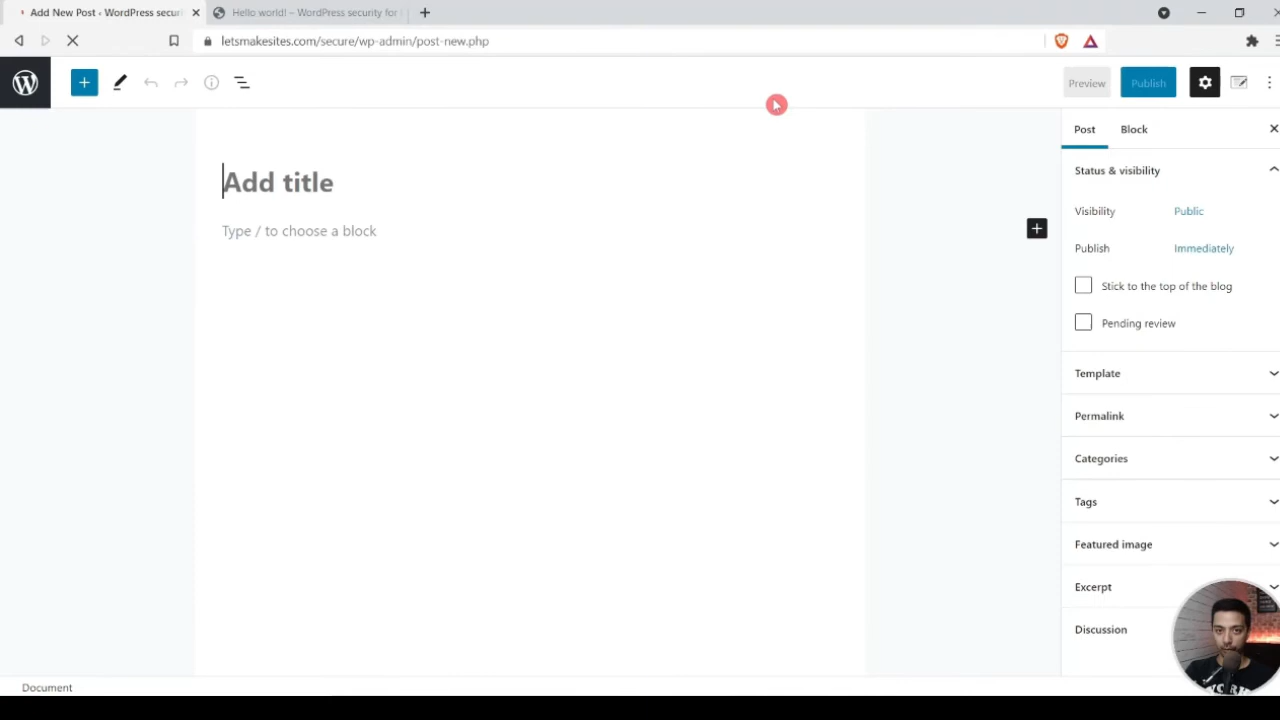 Add New Post ‹ WordPress securi
Hello world! – WordPress security for
letsmakesites.com/secure/wp-admin/post-new.php
Preview
Publish
Post
Block
Add title
Type / to choose a block
Status & visibility
Visibility
Public
Publish
Immediately
Stick to the top of the blog
Pending review
Template
Permalink
Categories
Tags
Featured image
Excerpt
Discussion
Document